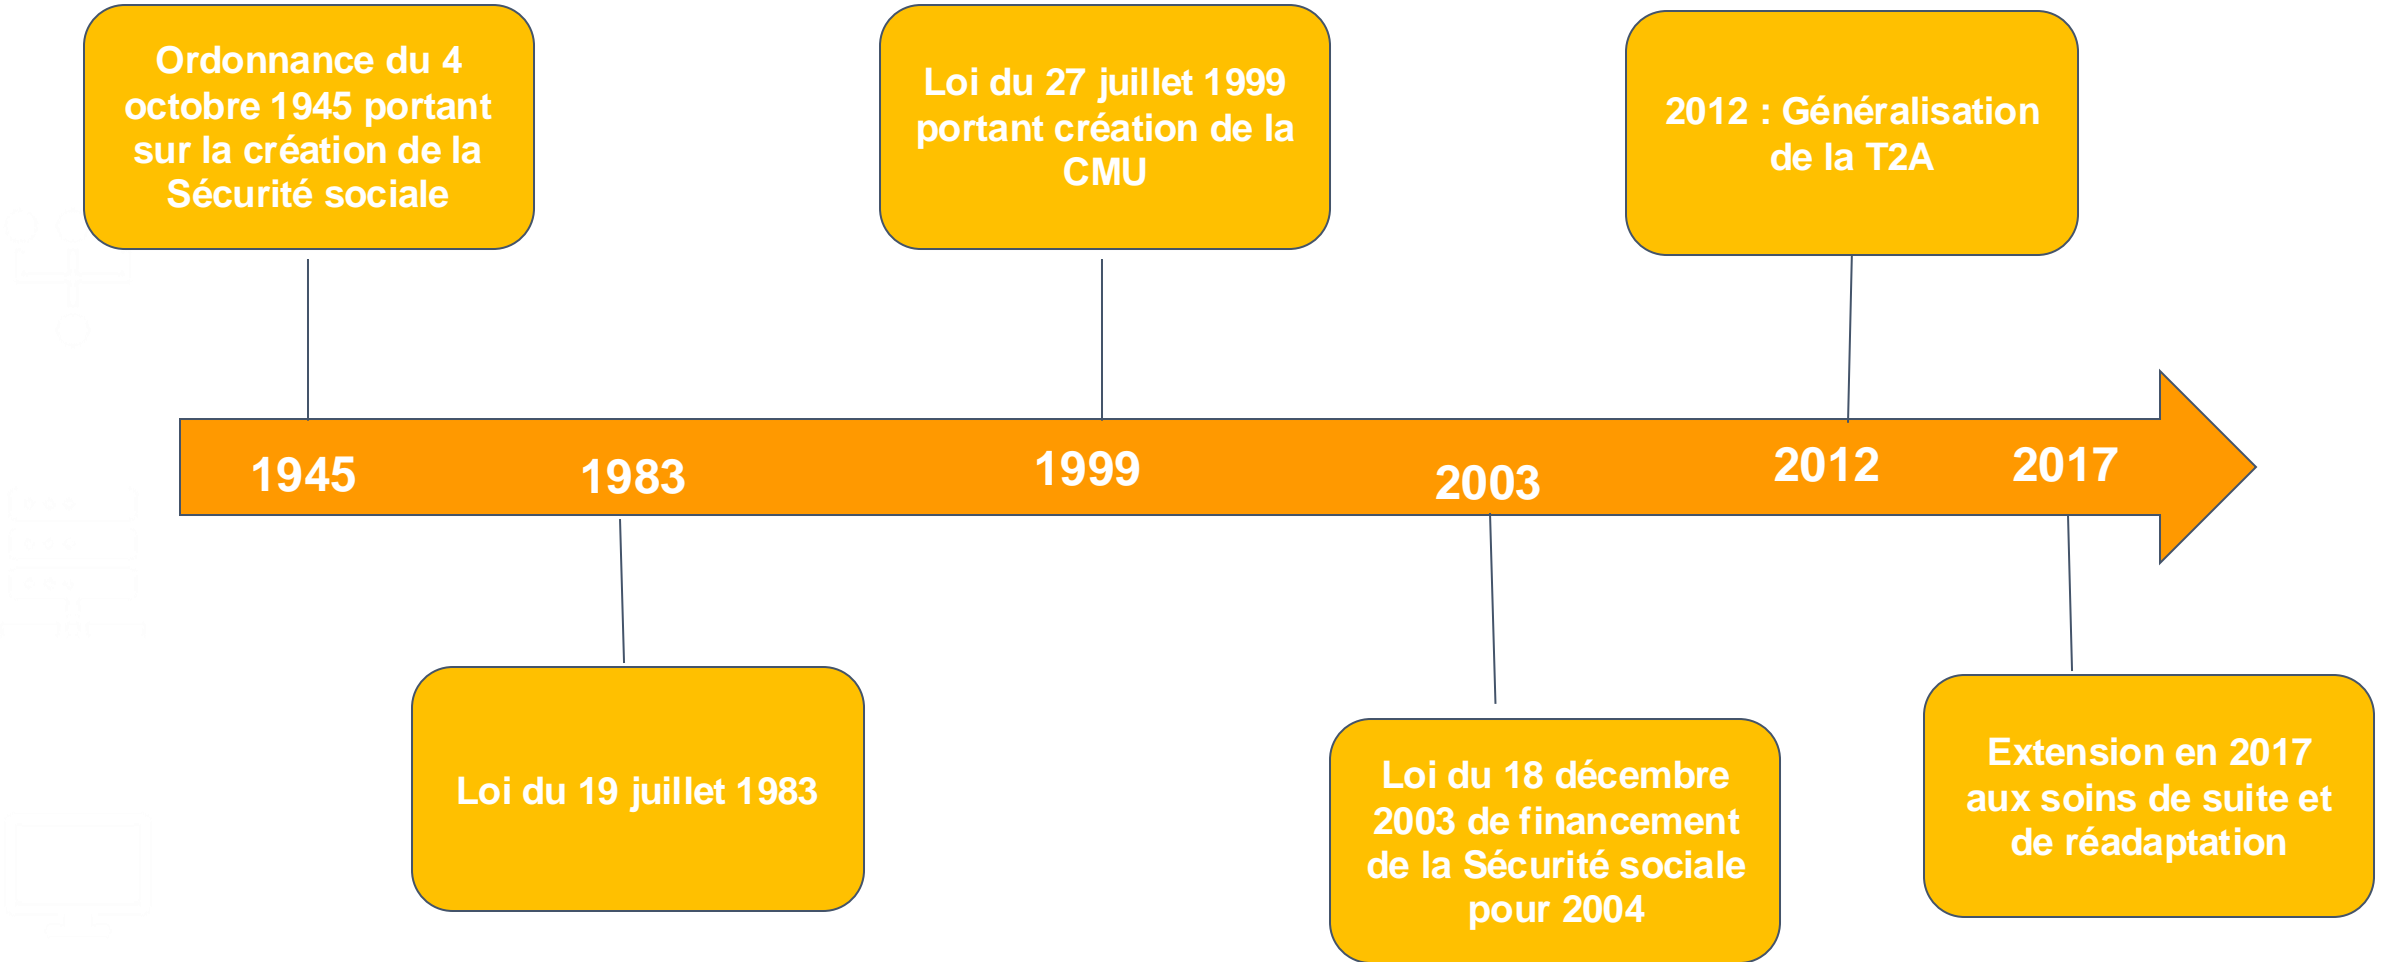 Ordonnance du 4
octobre 1945 portant
sur la création de la
Sécurité sociale
Loi du 27 juillet 1999
portant création de la
CMU
2012 : Généralisation
de la T2A
1945
1983
1999
2003
2012
2017
Loi du 19 juillet 1983
Loi du 18 décembre
2003 de financement
de la Sécurité sociale
pour 2004
Extension en 2017
aux soins de suite et
de réadaptation